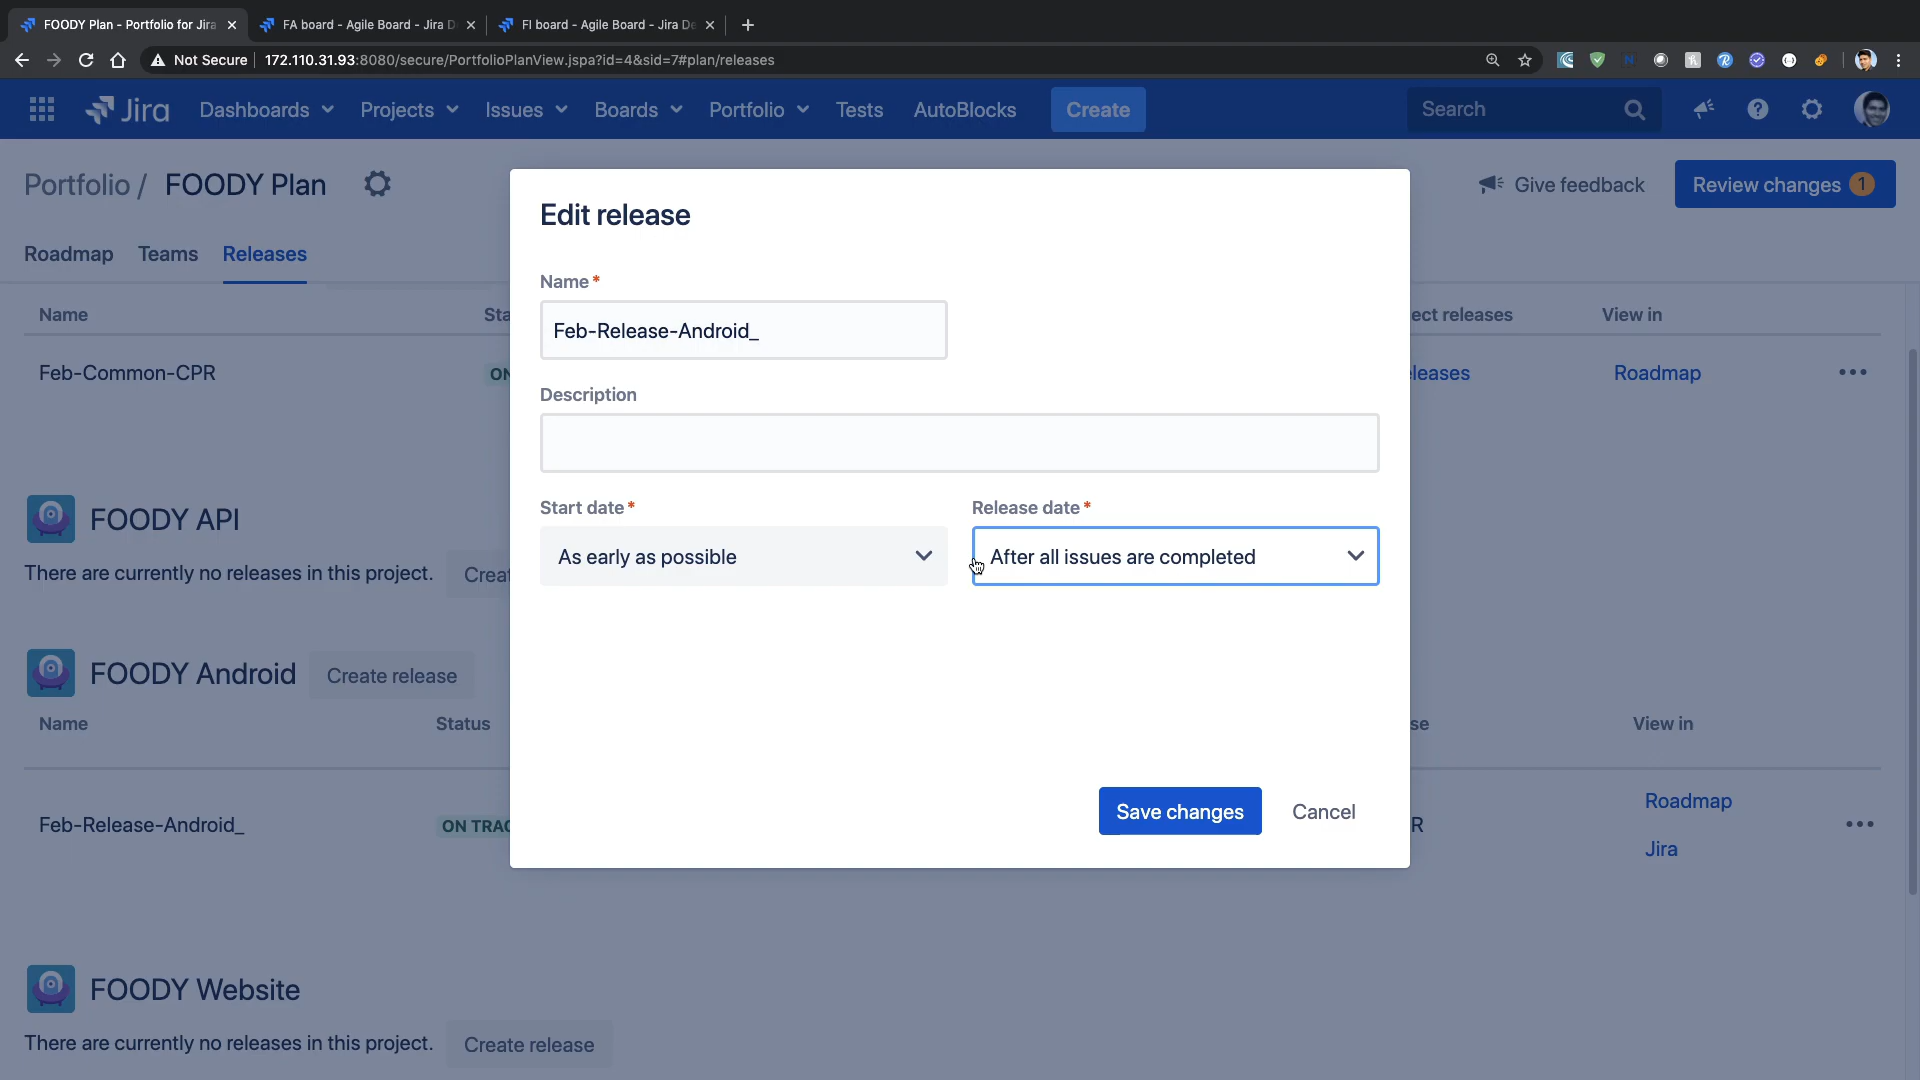 FOODY Plan - Portfolio for Jira
FA board - Agile Board - Jira D
FI board - Agile Board - Jira De
Not Secure
172.110.31.93:8080/secure/PortfolioPlanView.jspa?id=4&sid=7#plan/releases
Jira
Dashboards
Projects
Issues
Boards
Portfolio
Tests
AutoBlocks
Create
Search
Portfolio / FOODY Plan
Give feedback
Review changes 1
Roadmap
Teams
Releases
Name
Sta
ect releases
View in
Feb-Common-CPR
ON
eleases
Roadmap
FOODY API
There are currently no releases in this project.
Creat
FOODY Android
Create release
Name
Status
se
View in
Feb-Release-Android_
ON TRAC
R
Roadmap
Jira
FOODY Website
There are currently no releases in this project.
Create release
Edit release
Name*
Feb-Release-Android_
Description
Start date*
Release date*
As early as possible
After all issues are completed
Save changes
Cancel